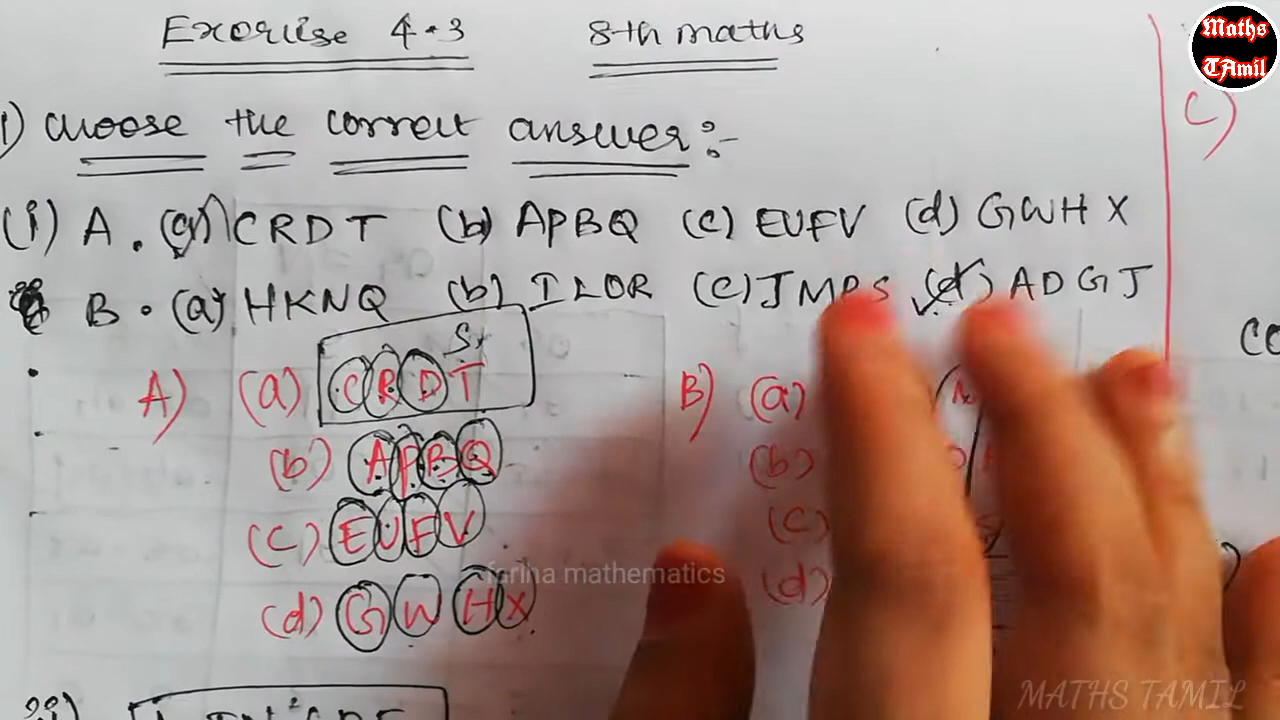 Exercise 4.3 8th maths
Maths
TAmil
1) Choose the correct answer:-
C)
(i) A. (a) CRDT (b) APBQ (c) EUFV (d) GWHX
B. (a) HKNQ (b) ILOR (c) JMPS (d) ADGJ
S
A) (a) CRDT B) (a)
(b) APBQ (b)
(c) EUFV (c)
(d) GWHX (d)
farina mathematics
MATHS TAMIL